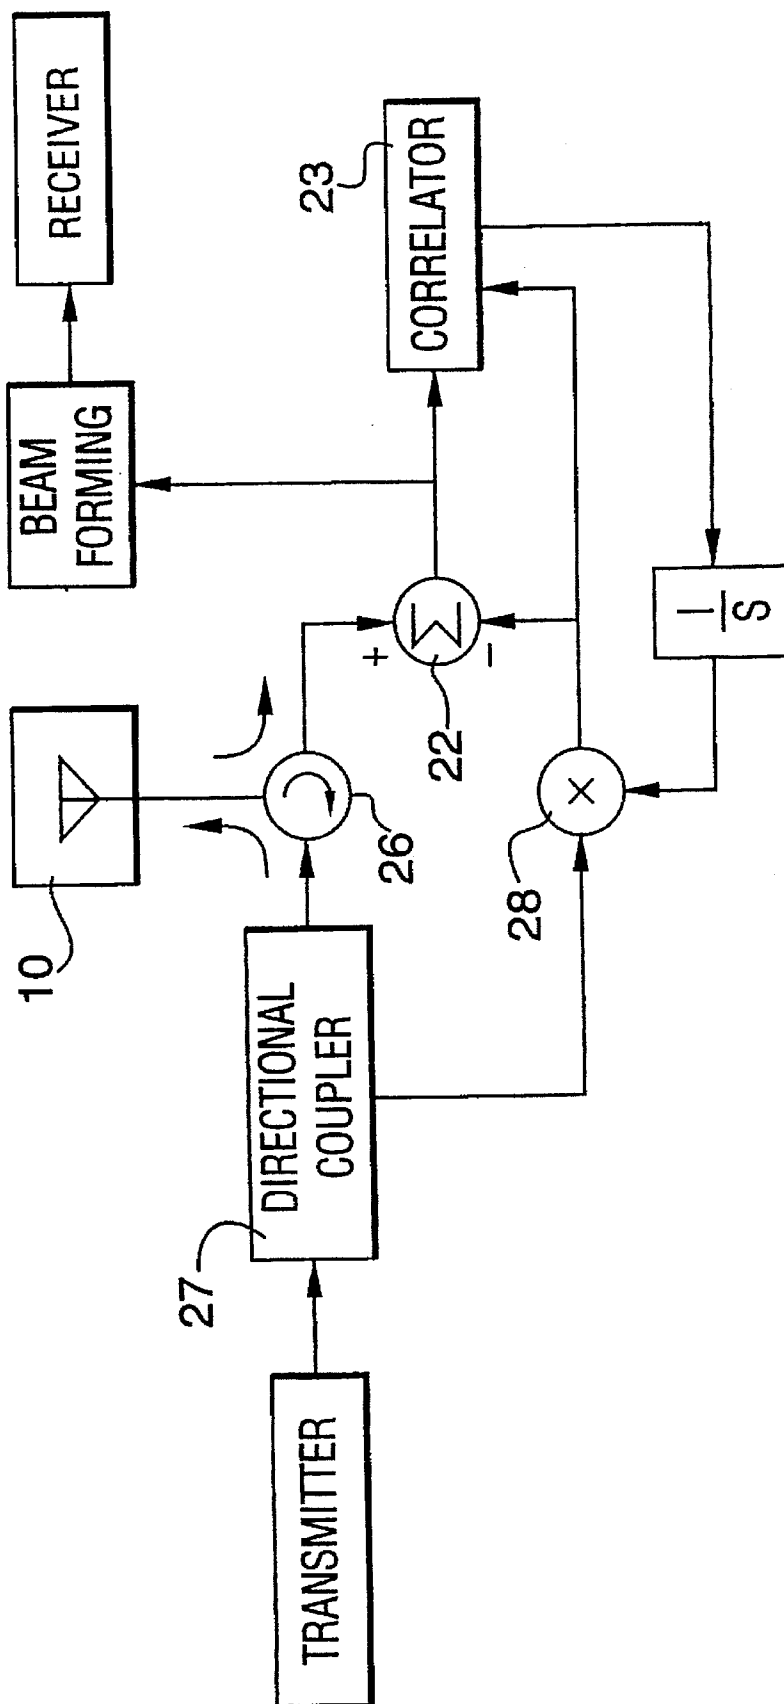 RECEIVER
BEAM
FORMING
10
23
CORRELATOR
+
Σ
-
22
26
27
DIRECTIONAL
COUPLER
TRANSMITTER
28
×
1
S